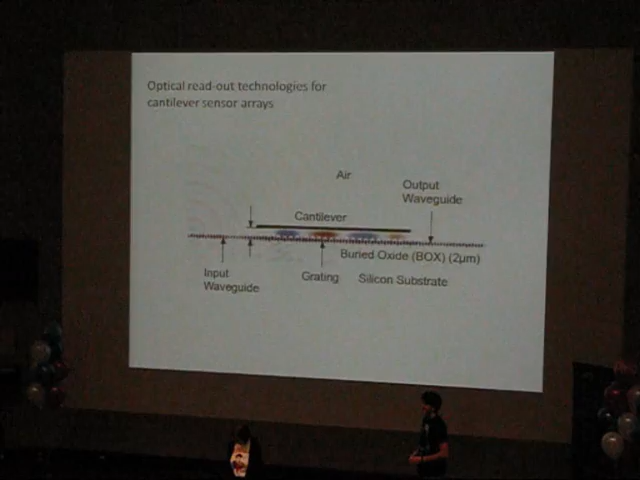 Optical read-out technologies for
cantilever sensor arrays
Air
Output
Waveguide
Cantilever
Buried Oxide (BOX) (2µm)
Input
Waveguide
Grating
Silicon Substrate